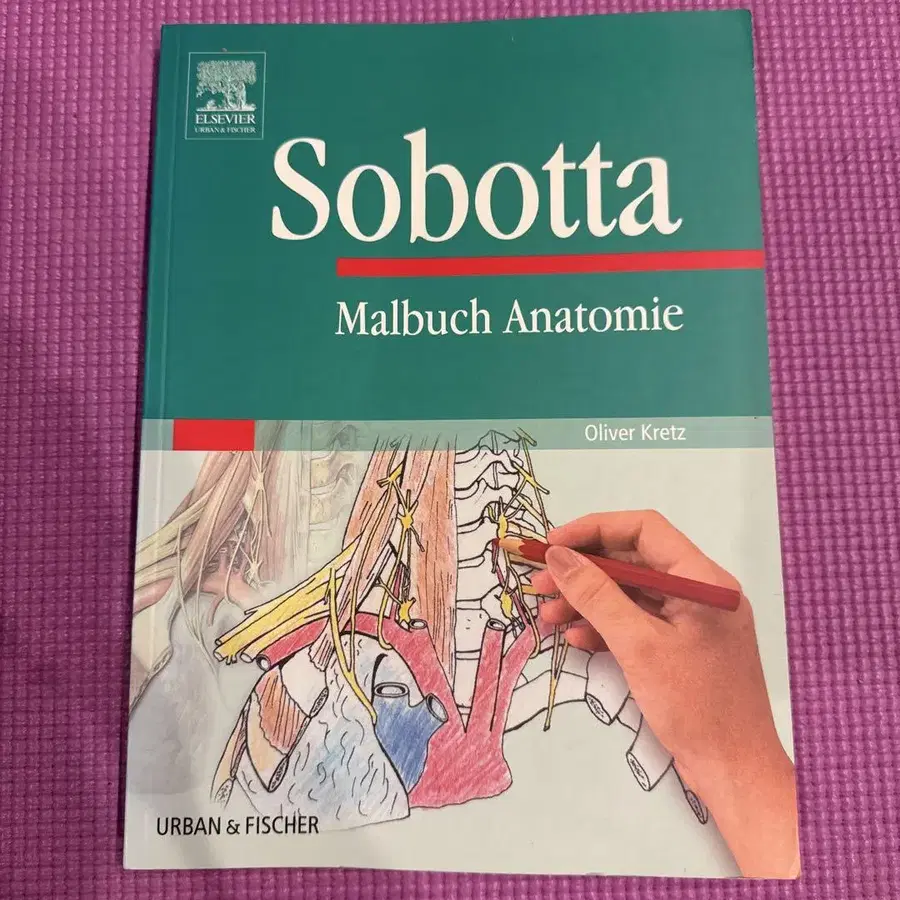 ELSEVIER
URBAN & FISCHER
Sobotta
Malbuch Anatomie
Oliver Kretz
URBAN & FISCHER